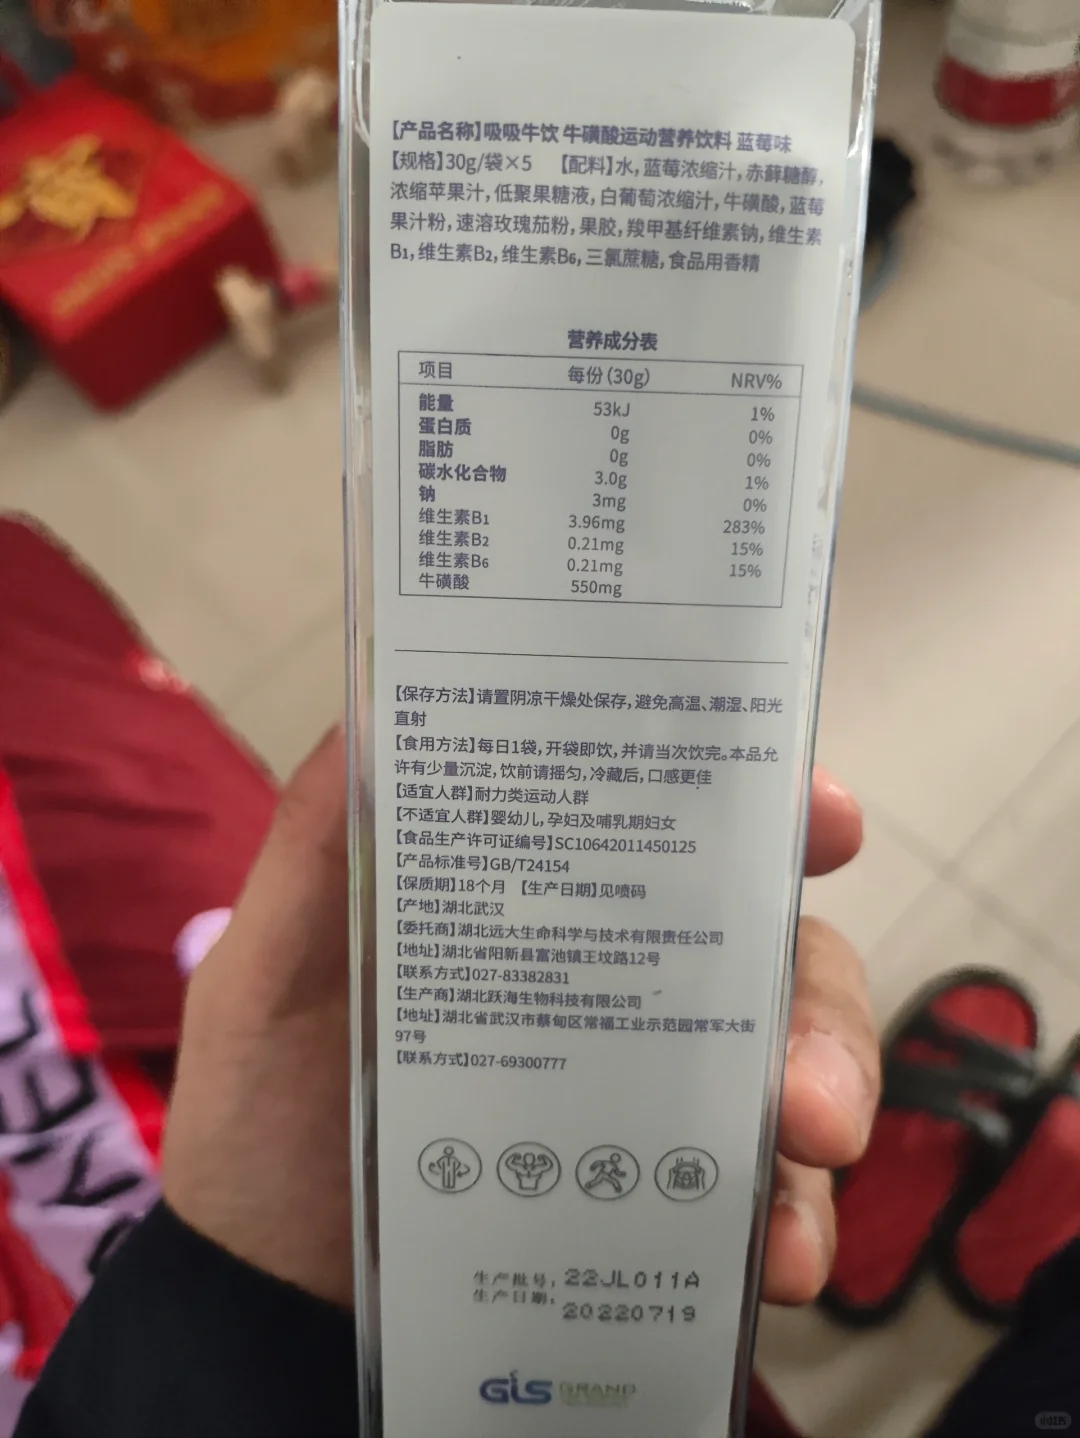 【产品名称】吸吸牛饮 牛磺酸运动营养饮料 蓝莓味
【规格】30g/袋×5 【配料】水,蓝莓浓缩汁,赤藓糖醇,
浓缩苹果汁,低聚果糖液,白葡萄浓缩汁,牛磺酸,蓝莓
果汁粉,速溶玫瑰茄粉,果胶,羧甲基纤维素钠,维生素
B1,维生素B2,维生素B6,三氯蔗糖,食品用香精
营养成分表
项目 每份(30g) NRV%
能量 53kJ 1%
蛋白质 0g 0%
脂肪 0g 0%
碳水化合物 3.0g 1%
钠 3mg 0%
维生素B1 3.96mg 283%
维生素B2 0.21mg 15%
维生素B6 0.21mg 15%
牛磺酸 550mg
【保存方法】请置阴凉干燥处保存,避免高温、潮湿、阳光
直射
【食用方法】每日1袋,开袋即饮,并请当次饮完。本品允
许有少量沉淀,饮前请摇匀,冷藏后,口感更佳
【适宜人群】耐力类运动人群
【不适宜人群】婴幼儿,孕妇及哺乳期妇女
【食品生产许可证编号】SC10642011450125
【产品标准号】GB/T24154
【保质期】18个月 【生产日期】见喷码
【产地】湖北武汉
【委托商】湖北远大生命科学与技术有限责任公司
【地址】湖北省阳新县富池镇王坟路12号
【联系方式】027-83382831
【生产商】湖北跃海生物科技有限公司
【地址】湖北省武汉市蔡甸区常福工业示范园常军大街
97号
【联系方式】027-69300777
生产批号: 22JL011A
生产日期: 20220719
GLS GRAND